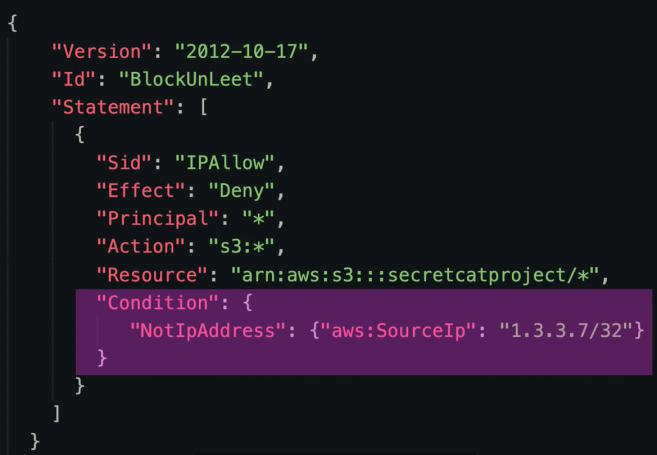 {
"Version": "2012-10-17",
"Id": "BlockUnLeet",
"Statement": [
{
"Sid": "IPAllow",
"Effect": "Deny",
"Principal": "*",
"Action": "s3:*",
"Resource": "arn:aws:s3:::secretcatproject/*",
"Condition": {
"NotIpAddress": {"aws:SourceIp": "1.3.3.7/32"}
}
}
]
}